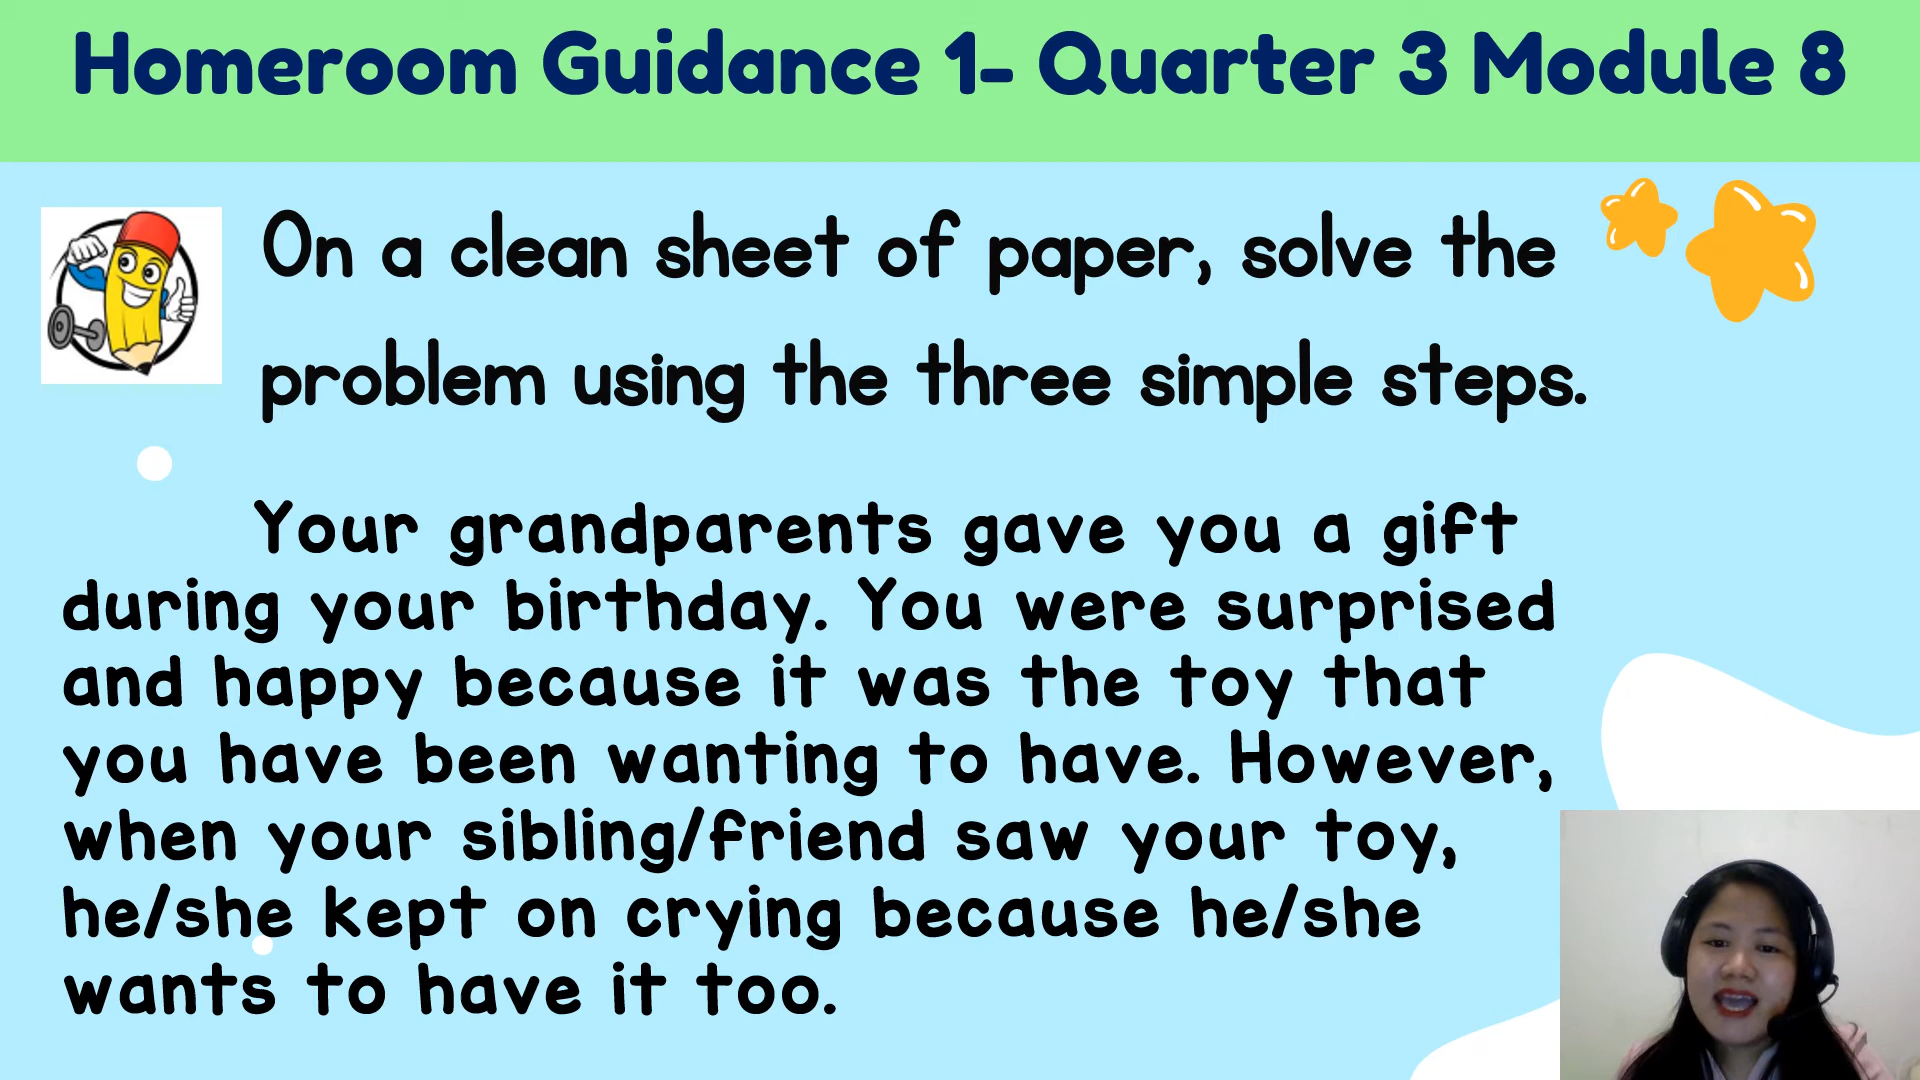 Homeroom Guidance 1- Quarter 3 Module 8
On a clean sheet of paper, solve the
problem using the three simple steps.
Your grandparents gave you a gift
during your birthday. You were surprised
and happy because it was the toy that
you have been wanting to have. However,
when your sibling/friend saw your toy,
he/she kept on crying because he/she
wants to have it too.